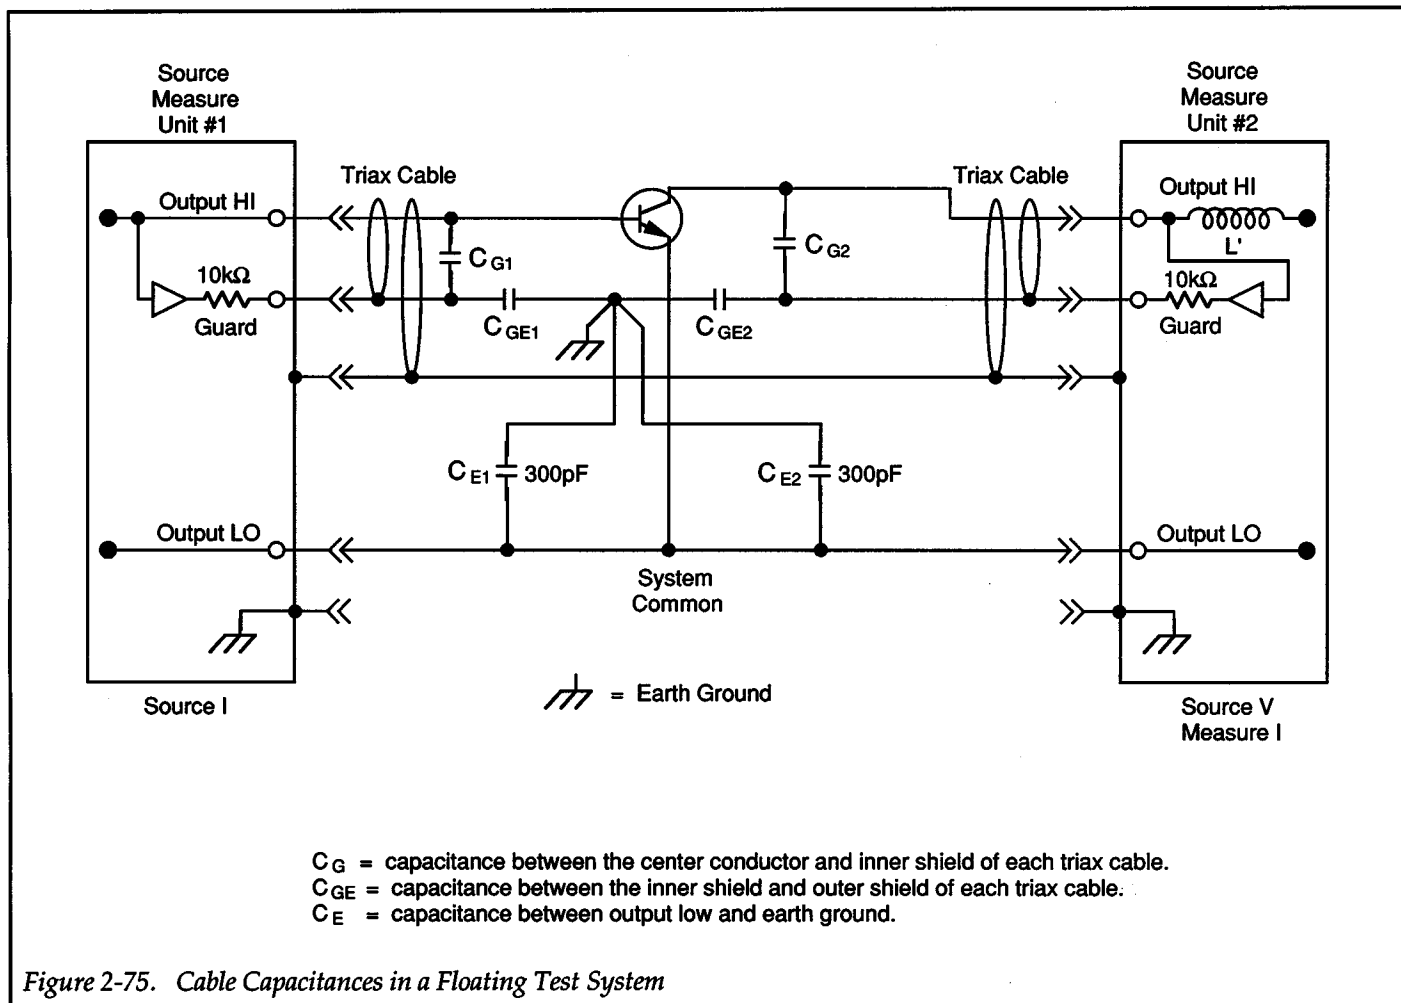 Source
Measure
Unit #1
Source
Measure
Unit #2
Triax Cable
Triax Cable
Output HI
Output HI
C G1
C G2
L'
10kΩ
10kΩ
Guard
Guard
C GE1
C GE2
C E1 300pF
C E2 300pF
Output LO
Output LO
System
Common
Source I
= Earth Ground
Source V
Measure I
C G = capacitance between the center conductor and inner shield of each triax cable.
C GE = capacitance between the inner shield and outer shield of each triax cable.
C E = capacitance between output low and earth ground.
Figure 2-75. Cable Capacitances in a Floating Test System